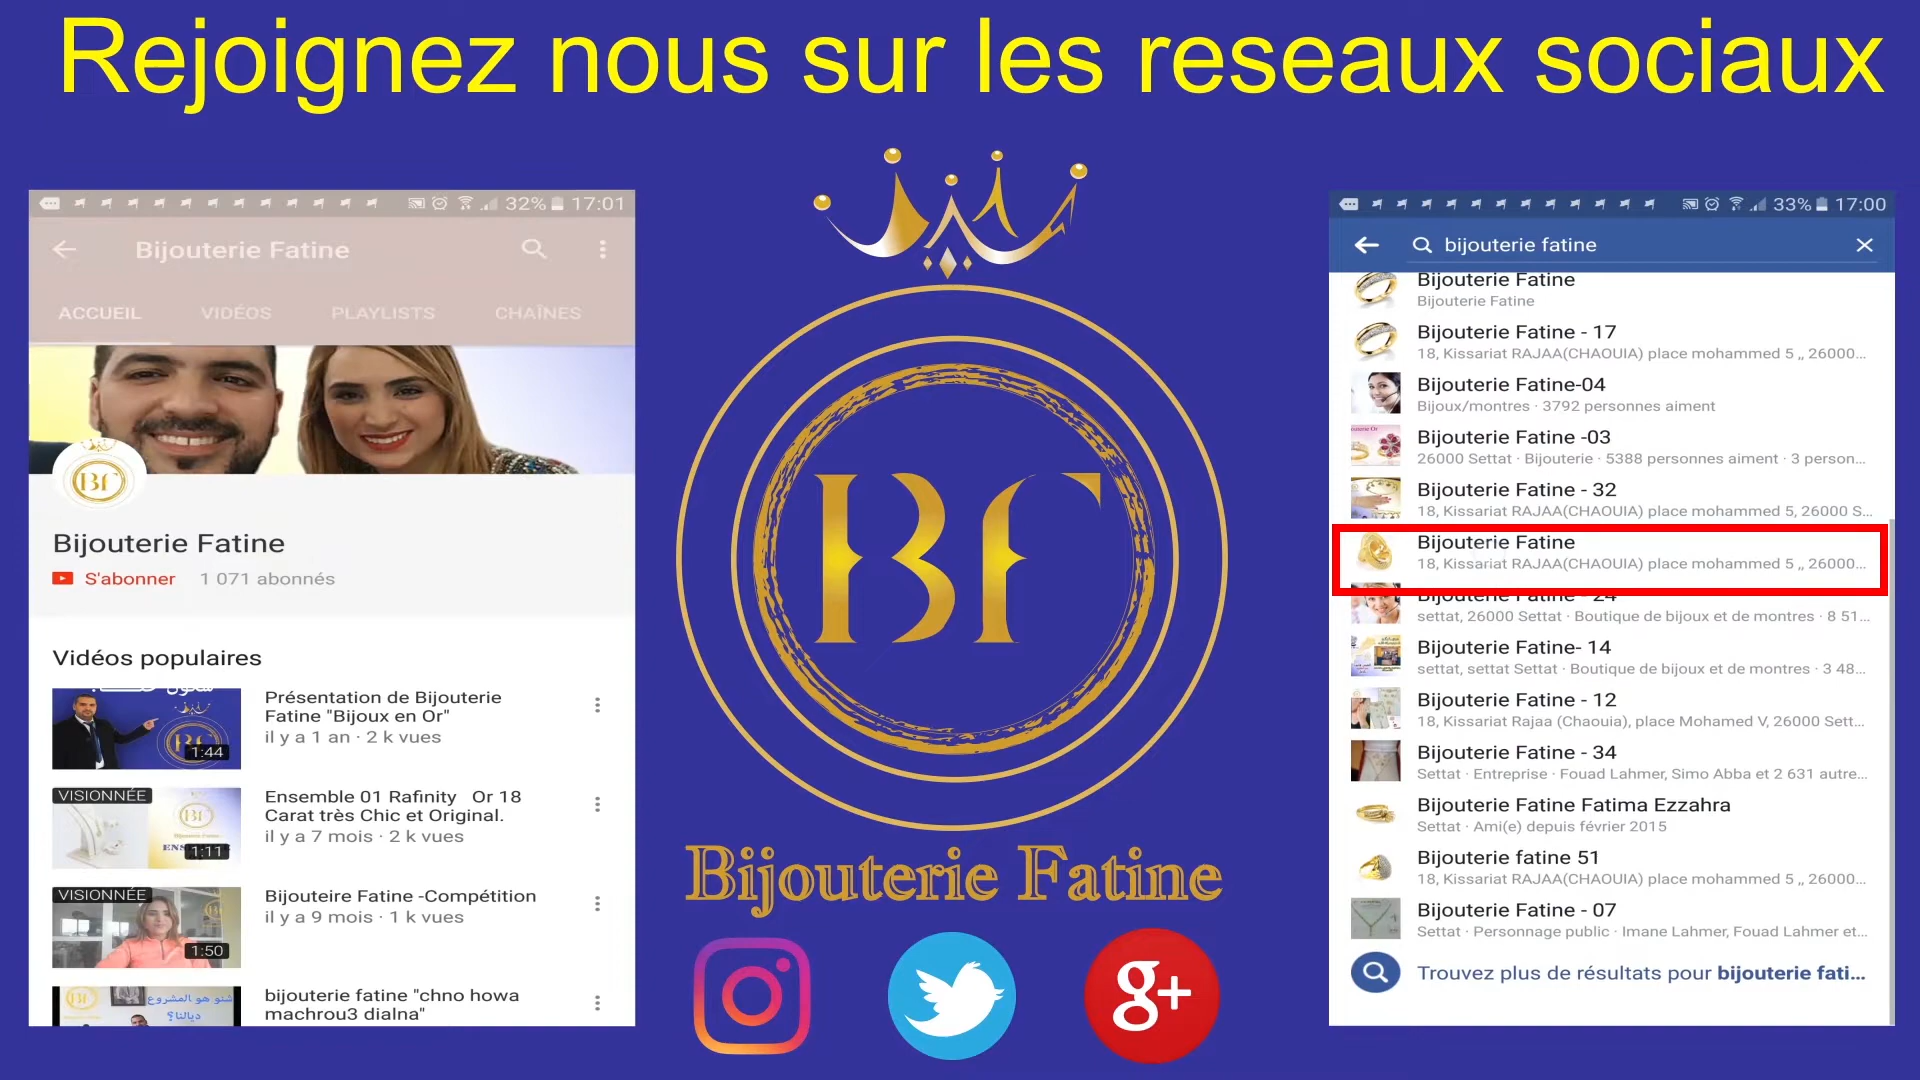 Rejoignez nous sur les reseaux sociaux
32% 17:01
Bijouterie Fatine
ACCUEIL VIDÉOS PLAYLISTS CHAÎNES
BF
Bijouterie Fatine
S'abonner 1 071 abonnés
Vidéos populaires
1:44
Présentation de Bijouterie
Fatine "Bijoux en Or"
il y a 1 an · 2 k vues
VISIONNÉE
BF
1:11
Ensemble 01 Rafinity Or 18
Carat très Chic et Original.
il y a 7 mois · 2 k vues
VISIONNÉE
1:50
Bijouteire Fatine -Compétition
il y a 9 mois · 1 k vues
شنو هو المشروع
ديالنا؟
bijouterie fatine "chno howa
machrou3 dialna"
BF
Bijouterie Fatine
g+
33% 17:00
bijouterie fatine
Bijouterie Fatine
Bijouterie Fatine
Bijouterie Fatine - 17
18, Kissariat RAJAA(CHAOUIA) place mohammed 5 ,, 26000...
Bijouterie Fatine-04
Bijoux/montres · 3792 personnes aiment
Bijouterie Fatine -03
26000 Settat · Bijouterie · 5388 personnes aiment · 3 person...
Bijouterie Fatine - 32
18, Kissariat RAJAA(CHAOUIA) place mohammed 5, 26000 S...
Bijouterie Fatine
18, Kissariat RAJAA(CHAOUIA) place mohammed 5 ,, 26000...
Bijouterie Fatine - 24
settat, 26000 Settat · Boutique de bijoux et de montres · 8 51...
Bijouterie Fatine- 14
settat, settat Settat · Boutique de bijoux et de montres · 3 48...
Bijouterie Fatine - 12
18, Kissariat Rajaa (Chaouia), place Mohamed V, 26000 Sett...
Bijouterie Fatine - 34
Settat · Entreprise · Fouad Lahmer, Simo Abba et 2 631 autre...
Bijouterie Fatine Fatima Ezzahra
Settat · Ami(e) depuis février 2015
Bijouterie fatine 51
18, Kissariat RAJAA(CHAOUIA) place mohammed 5 ,, 26000...
Bijouterie Fatine - 07
Settat · Personnage public · Imane Lahmer, Fouad Lahmer et...
Trouvez plus de résultats pour bijouterie fati...